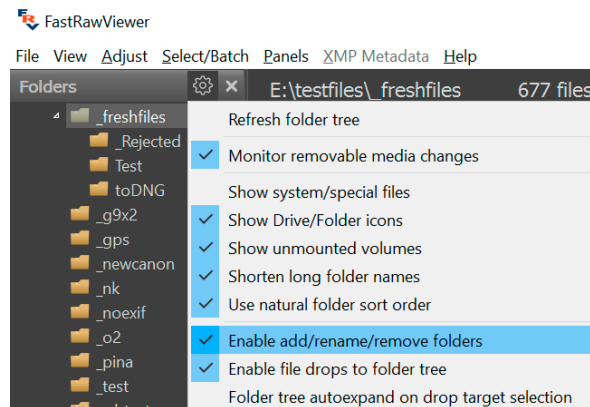 FastRawViewer
File View Adjust Select/Batch Panels XMP Metadata Help
Folders
E:\testfiles\_freshfiles 677 files
_freshfiles
_Rejected
Test
toDNG
_g9x2
_gps
_newcanon
_nk
_noexif
_o2
_pina
_test
Refresh folder tree
Monitor removable media changes
Show system/special files
Show Drive/Folder icons
Show unmounted volumes
Shorten long folder names
Use natural folder sort order
Enable add/rename/remove folders
Enable file drops to folder tree
Folder tree autoexpand on drop target selection